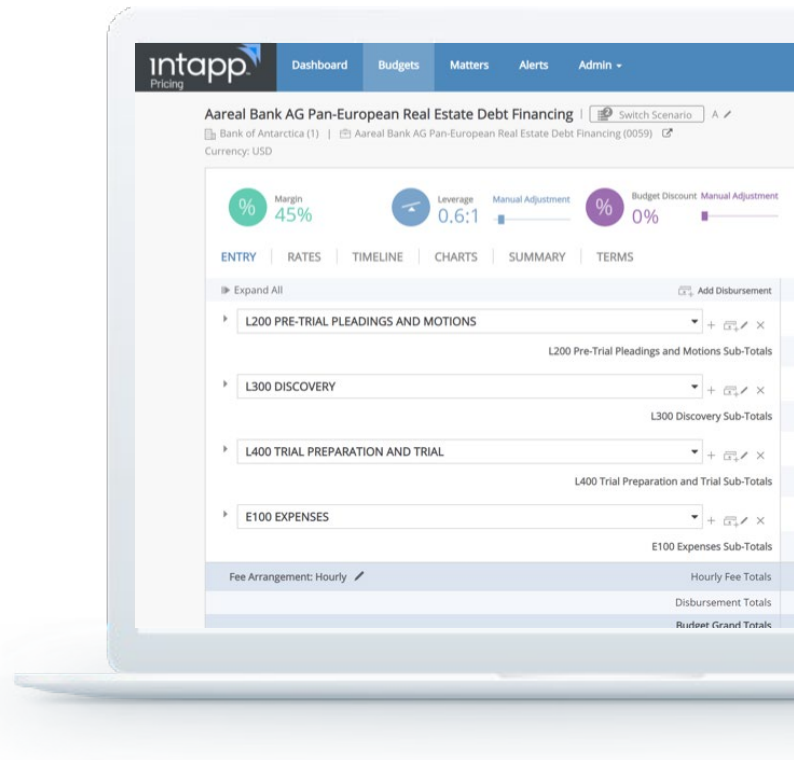 intapp
Pricing
Dashboard Budgets Matters Alerts Admin
Aareal Bank AG Pan-European Real Estate Debt Financing | Switch Scenario A
Bank of Antarctica (1) | Aareal Bank AG Pan-European Real Estate Debt Financing (0059)
Currency: USD
% Margin 45%
Leverage 0.6:1 Manual Adjustment
% Budget Discount 0% Manual Adjustment
ENTRY | RATES | TIMELINE | CHARTS | SUMMARY | TERMS
Expand All Add Disbursement
L200 PRE-TRIAL PLEADINGS AND MOTIONS
L200 Pre-Trial Pleadings and Motions Sub-Totals
L300 DISCOVERY
L300 Discovery Sub-Totals
L400 TRIAL PREPARATION AND TRIAL
L400 Trial Preparation and Trial Sub-Totals
E100 EXPENSES
E100 Expenses Sub-Totals
Fee Arrangement: Hourly Hourly Fee Totals
Disbursement Totals
Budget Grand Totals